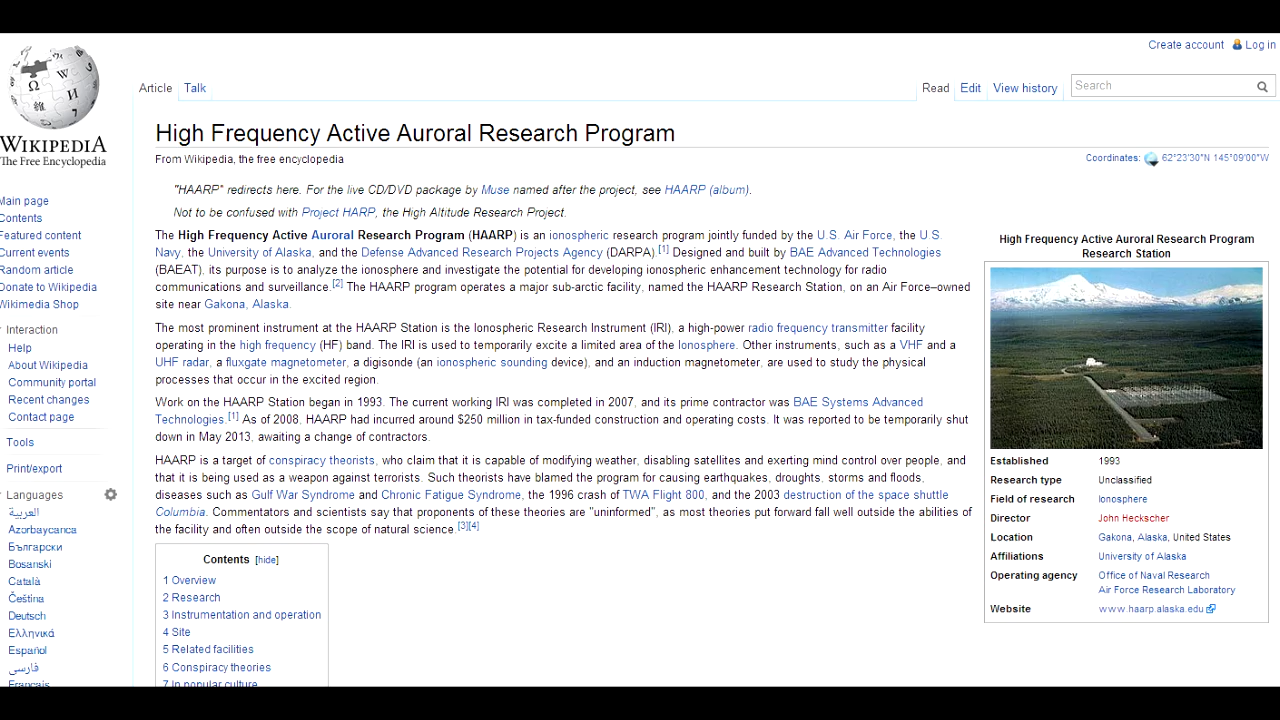 Create account Log in
WIKIPEDIA
The Free Encyclopedia
Article Talk Read Edit View history Search
High Frequency Active Auroral Research Program
From Wikipedia, the free encyclopedia
Coordinates: 62°23'30"N 145°09'00"W
"HAARP" redirects here. For the live CD/DVD package by Muse named after the project, see HAARP (album).
Not to be confused with Project HARP, the High Altitude Research Project.
The High Frequency Active Auroral Research Program (HAARP) is an ionospheric research program jointly funded by the U.S. Air Force, the U.S.
Navy, the University of Alaska, and the Defense Advanced Research Projects Agency (DARPA).[1] Designed and built by BAE Advanced Technologies
(BAEAT), its purpose is to analyze the ionosphere and investigate the potential for developing ionospheric enhancement technology for radio
communications and surveillance.[2] The HAARP program operates a major sub-arctic facility, named the HAARP Research Station, on an Air Force–owned
site near Gakona, Alaska.
The most prominent instrument at the HAARP Station is the Ionospheric Research Instrument (IRI), a high-power radio frequency transmitter facility
operating in the high frequency (HF) band. The IRI is used to temporarily excite a limited area of the Ionosphere. Other instruments, such as a VHF and a
UHF radar, a fluxgate magnetometer, a digisonde (an ionospheric sounding device), and an induction magnetometer, are used to study the physical
processes that occur in the excited region.
Work on the HAARP Station began in 1993. The current working IRI was completed in 2007, and its prime contractor was BAE Systems Advanced
Technologies.[1] As of 2008, HAARP had incurred around $250 million in tax-funded construction and operating costs. It was reported to be temporarily shut
down in May 2013, awaiting a change of contractors.
HAARP is a target of conspiracy theorists, who claim that it is capable of modifying weather, disabling satellites and exerting mind control over people, and
that it is being used as a weapon against terrorists. Such theorists have blamed the program for causing earthquakes, droughts, storms and floods,
diseases such as Gulf War Syndrome and Chronic Fatigue Syndrome, the 1996 crash of TWA Flight 800, and the 2003 destruction of the space shuttle
Columbia. Commentators and scientists say that proponents of these theories are "uninformed", as most theories put forward fall well outside the abilities of
the facility and often outside the scope of natural science.[3][4]
Contents [hide]
1 Overview
2 Research
3 Instrumentation and operation
4 Site
5 Related facilities
6 Conspiracy theories
7 In popular culture
High Frequency Active Auroral Research Program
Research Station
Established 1993
Research type Unclassified
Field of research Ionosphere
Director John Heckscher
Location Gakona, Alaska, United States
Affiliations University of Alaska
Operating agency Office of Naval Research
Air Force Research Laboratory
Website www.haarp.alaska.edu
Main page
Contents
Featured content
Current events
Random article
Donate to Wikipedia
Wikimedia Shop
Interaction
Help
About Wikipedia
Community portal
Recent changes
Contact page
Tools
Print/export
Languages
العربية
Azərbaycanca
Български
Bosanski
Català
Čeština
Deutsch
Ελληνικά
Español
فارسی
Français